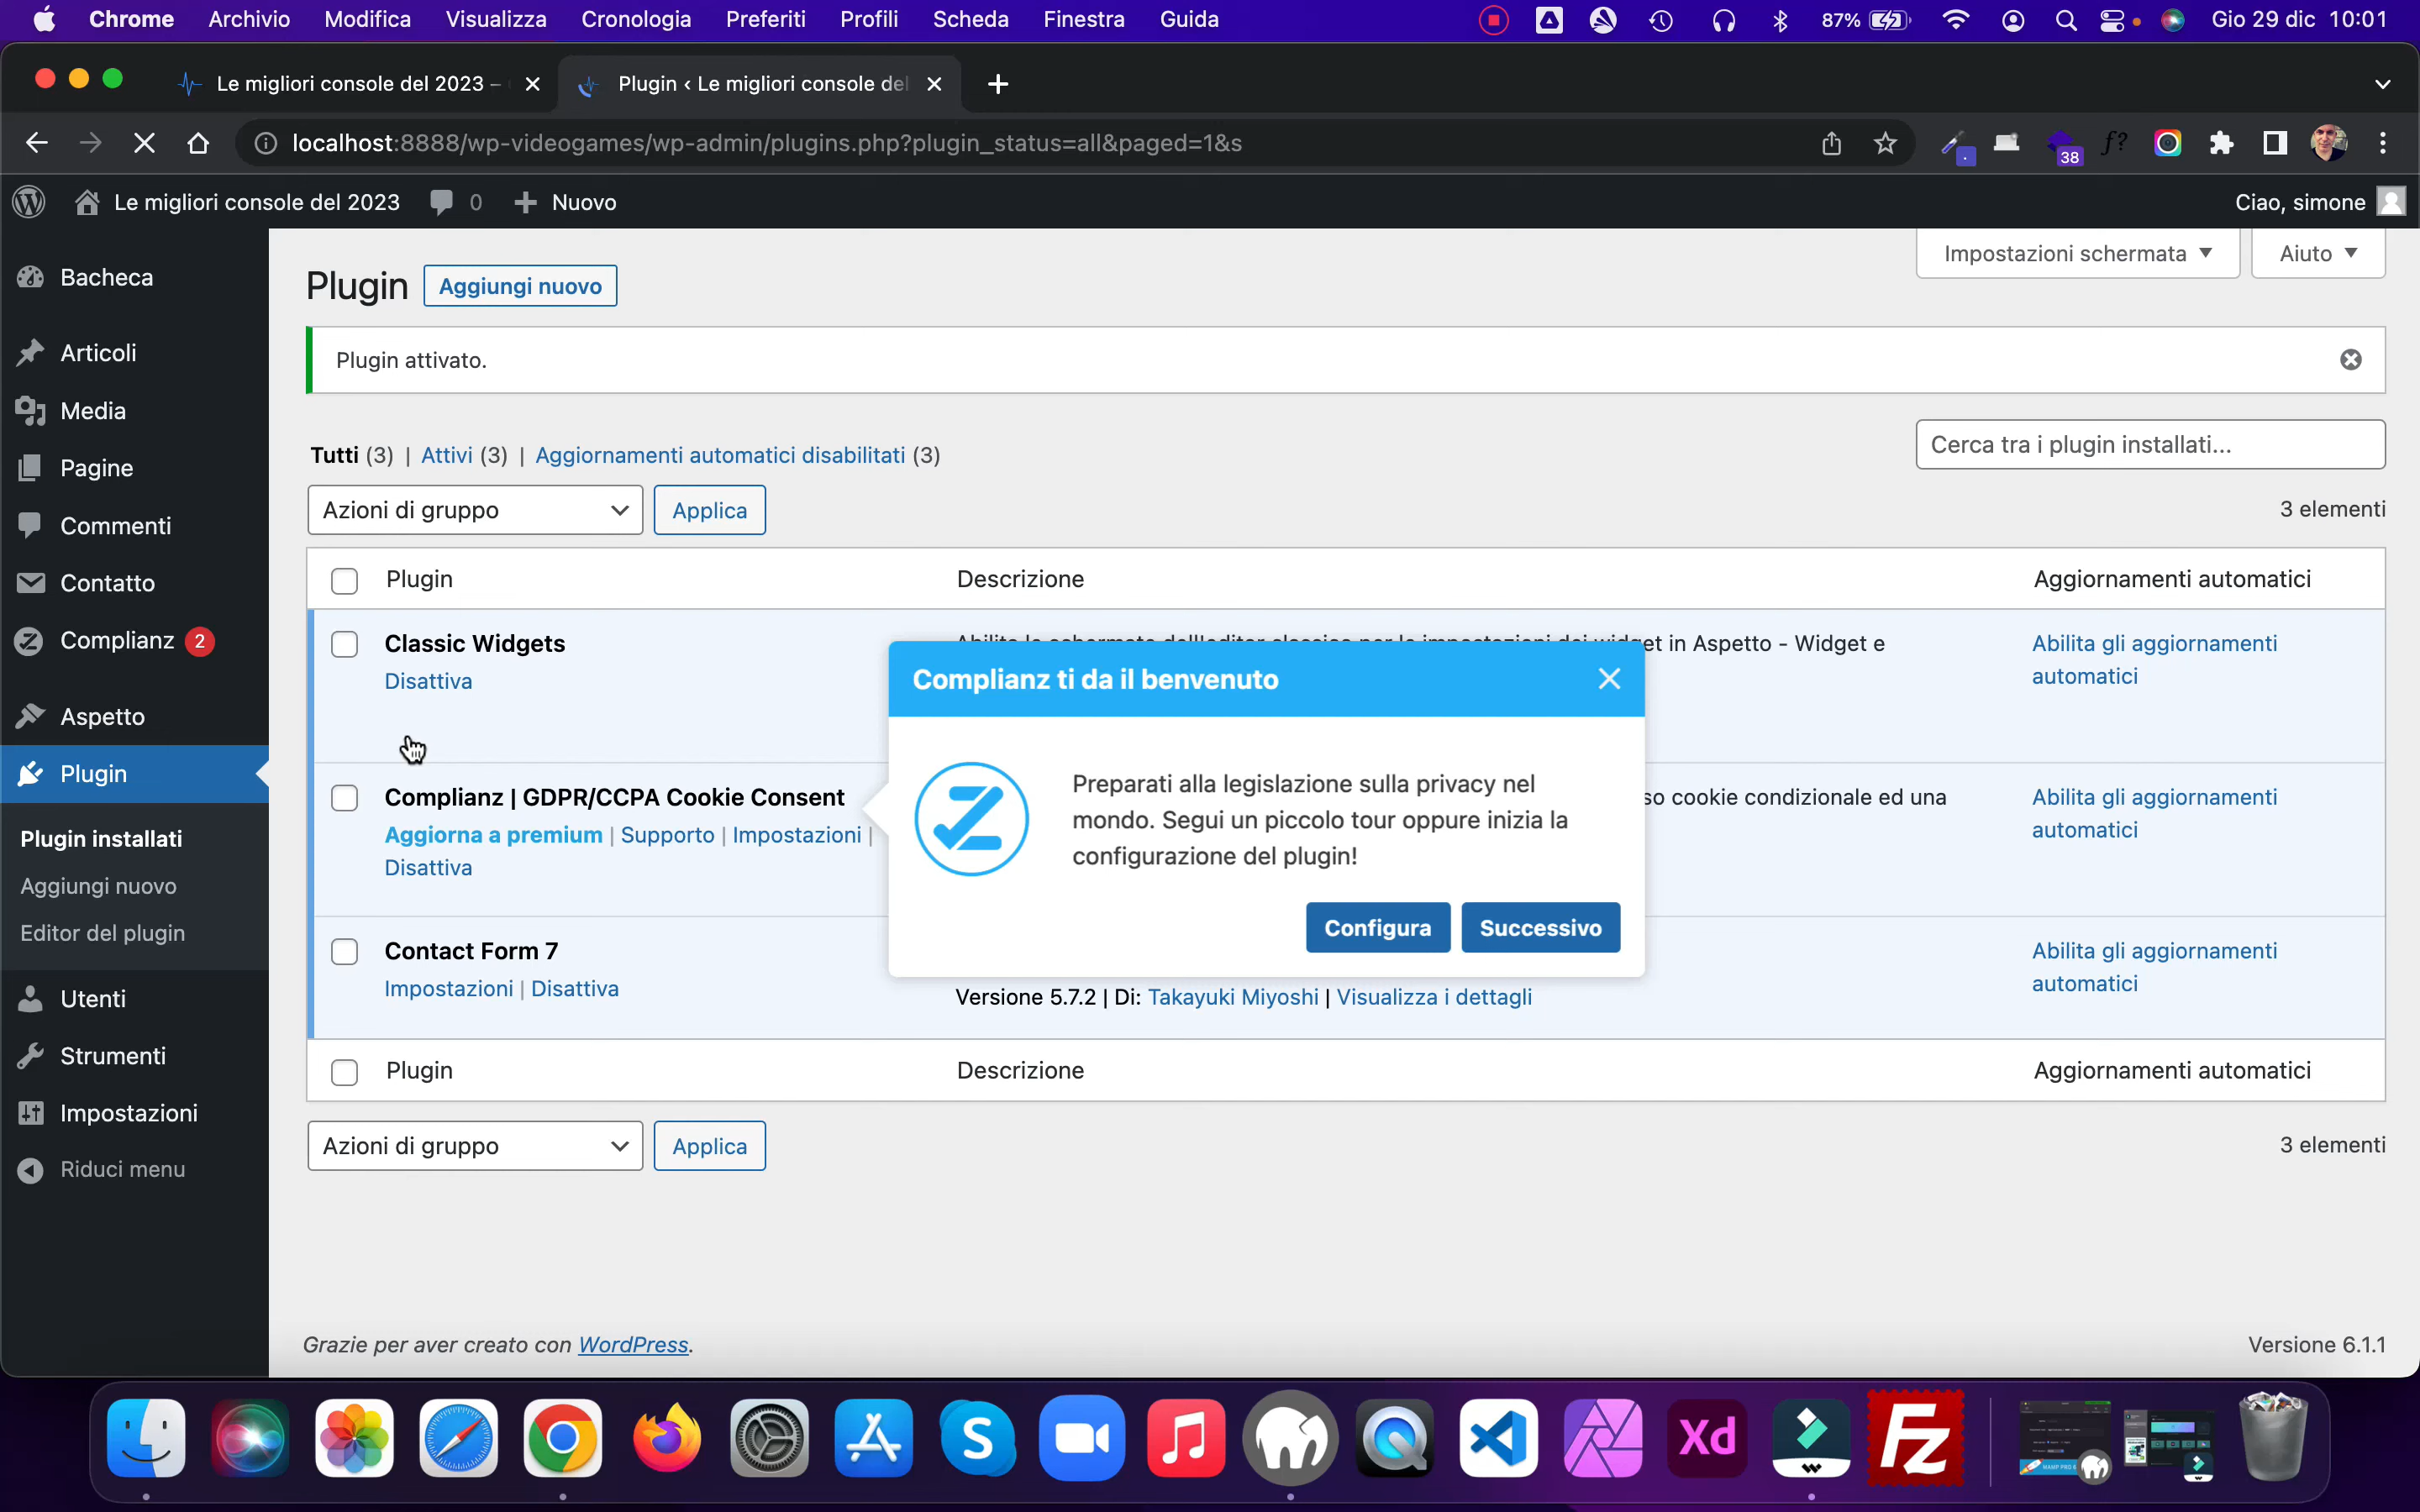 Chrome Archivio Modifica Visualizza Cronologia Preferiti Profili Scheda Finestra Guida 87% Gio 29 dic 10:01
Le migliori console del 2023 –
Plugin ‹ Le migliori console del
localhost:8888/wp-videogames/wp-admin/plugins.php?plugin_status=all&paged=1&s
f?
38
Le migliori console del 2023 0 Nuovo Ciao, simone
Bacheca
Articoli
Media
Pagine
Commenti
Contatto
Complianz 2
Aspetto
Plugin
Plugin installati
Aggiungi nuovo
Editor del plugin
Utenti
Strumenti
Impostazioni
Riduci menu
Impostazioni schermata Aiuto
Plugin Aggiungi nuovo
Plugin attivato.
Tutti (3) | Attivi (3) | Aggiornamenti automatici disabilitati (3)
Cerca tra i plugin installati...
Azioni di gruppo Applica 3 elementi
Plugin Descrizione Aggiornamenti automatici
Classic Widgets
Disattiva
et in Aspetto - Widget e
Abilita gli aggiornamenti
automatici
Complianz ti da il benvenuto
Preparati alla legislazione sulla privacy nel
mondo. Segui un piccolo tour oppure inizia la
configurazione del plugin!
Configura Successivo
Complianz | GDPR/CCPA Cookie Consent
Aggiorna a premium | Supporto | Impostazioni |
Disattiva
so cookie condizionale ed una
Abilita gli aggiornamenti
automatici
Contact Form 7
Impostazioni | Disattiva
Versione 5.7.2 | Di: Takayuki Miyoshi | Visualizza i dettagli
Abilita gli aggiornamenti
automatici
Plugin Descrizione Aggiornamenti automatici
Azioni di gruppo Applica 3 elementi
Grazie per aver creato con WordPress. Versione 6.1.1
S Xd Fz